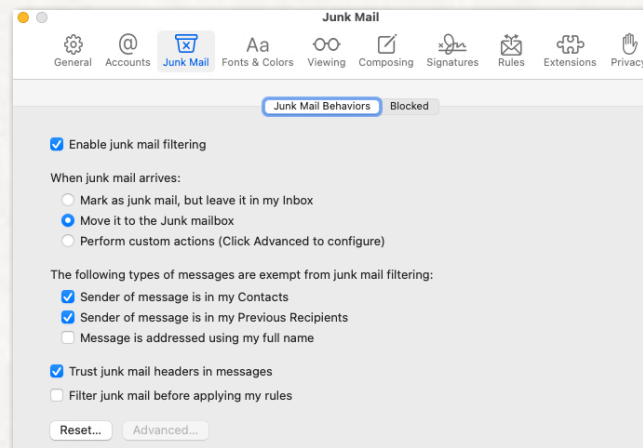 Junk Mail
General Accounts Junk Mail Fonts & Colors Viewing Composing Signatures Rules Extensions Privacy
Junk Mail Behaviors Blocked
Enable junk mail filtering
When junk mail arrives:
Mark as junk mail, but leave it in my Inbox
Move it to the Junk mailbox
Perform custom actions (Click Advanced to configure)
The following types of messages are exempt from junk mail filtering:
Sender of message is in my Contacts
Sender of message is in my Previous Recipients
Message is addressed using my full name
Trust junk mail headers in messages
Filter junk mail before applying my rules
Reset... Advanced...